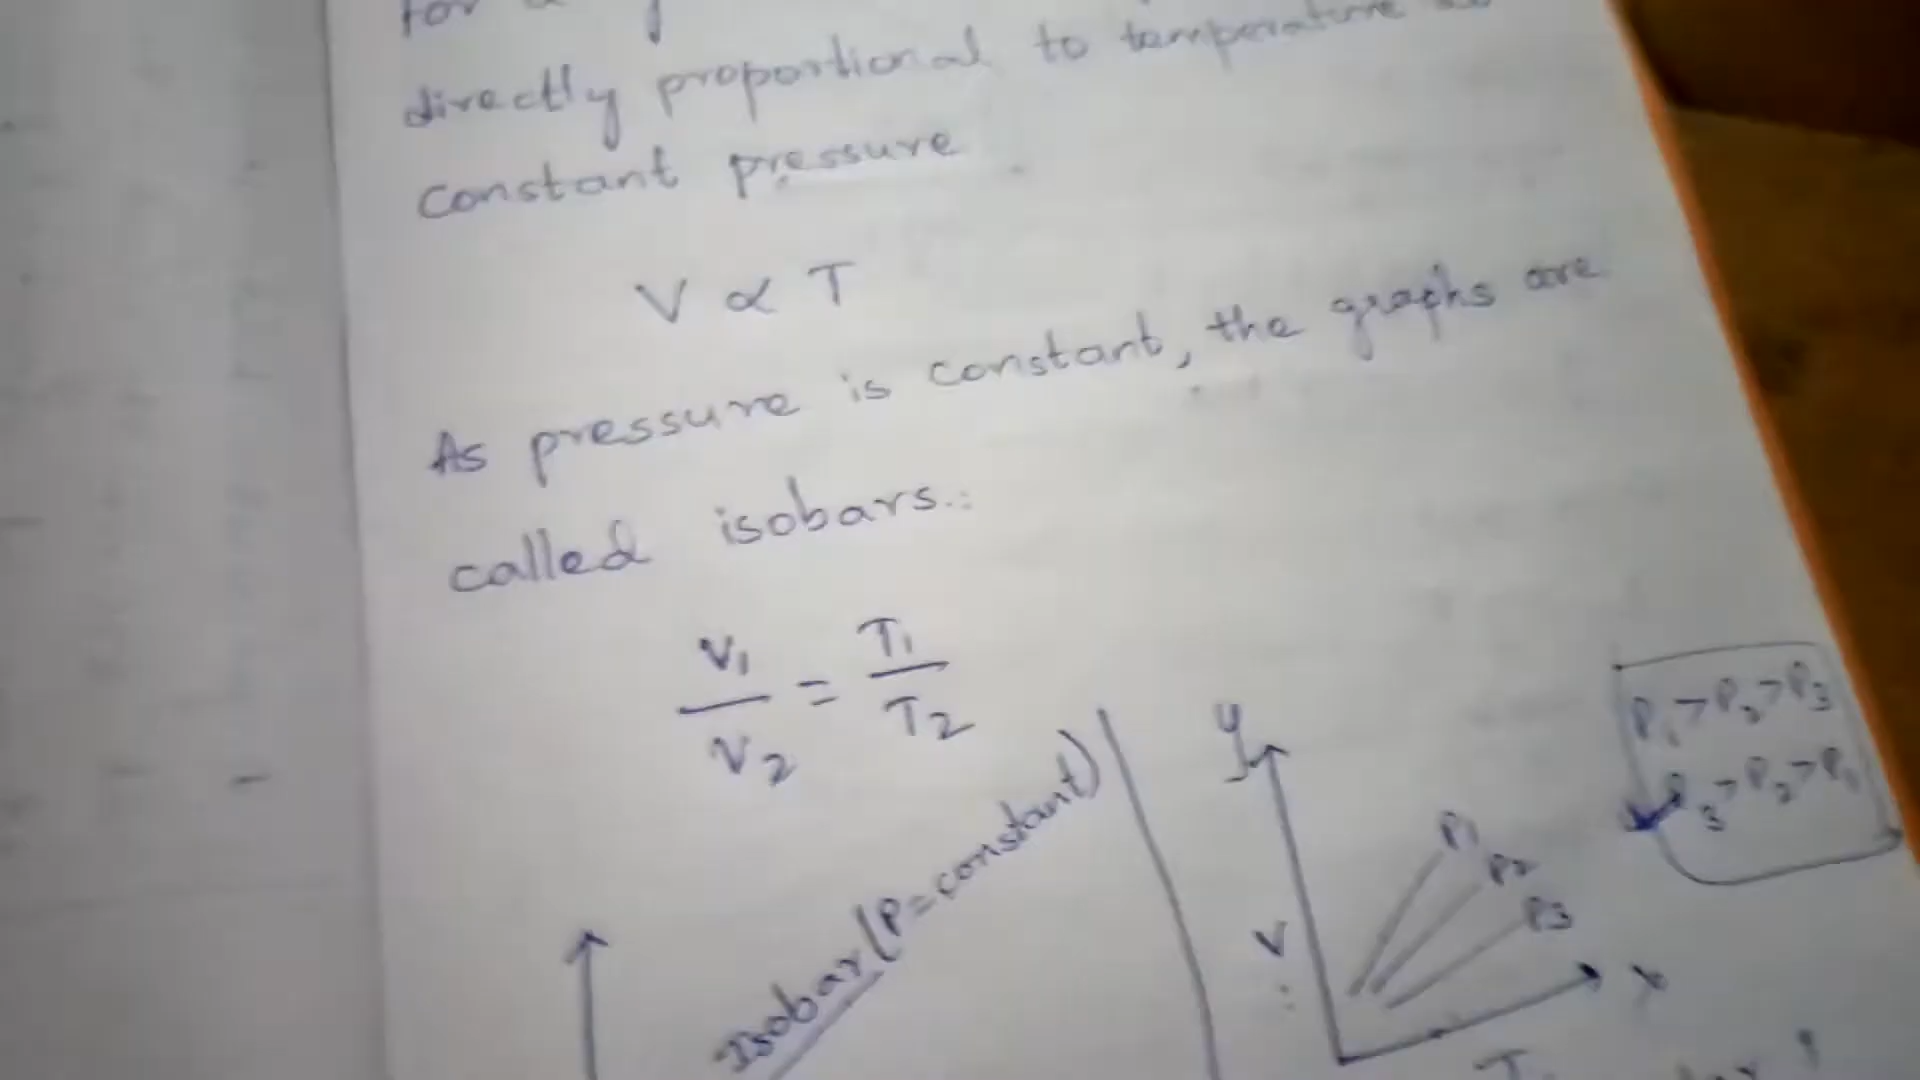 for a
directly proportional to temperature
constant pressure
V ∝ T
As pressure is constant, the graphs are
called isobars.
V₁/V₂ = T₁/T₂
Isobar (P=constant)
y
P₁>P₂>P₃
P₃>P₂>P₁
P1
P2
P3
V
x
T